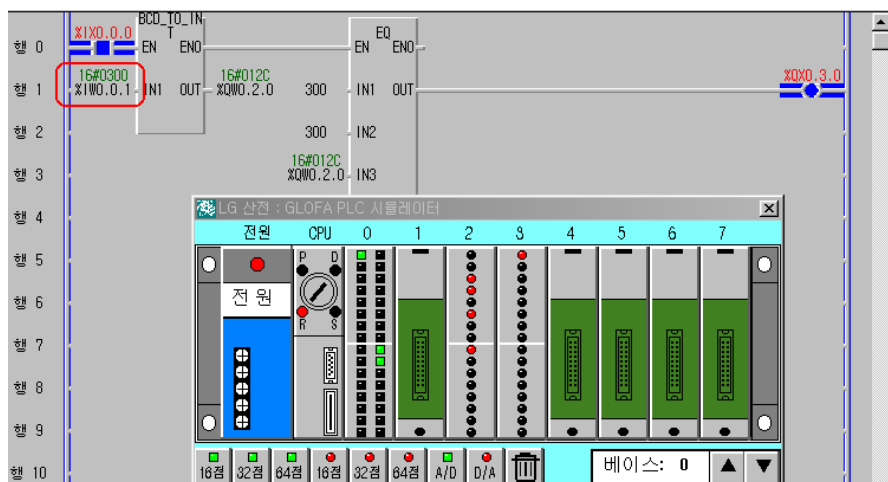 BCD_TO_IN
T
EQ
%IX0.0.0
EN ENO
EN ENO
행 0
16#0300
16#012C
%QX0.3.0
행 1
%IW0.0.1
IN1 OUT
%QW0.2.0
300
IN1 OUT
행 2
300
IN2
16#012C
행 3
%QW0.2.0
IN3
행 4
LG 산전 : GLOFA PLC 시뮬레이터
전원 CPU 0 1 2 3 4 5 6 7
행 5
P D
전 원
행 6
R S
행 7
행 8
행 9
행 10
16점 32점 64점 16점 32점 64점 A/D D/A
베이스: 0